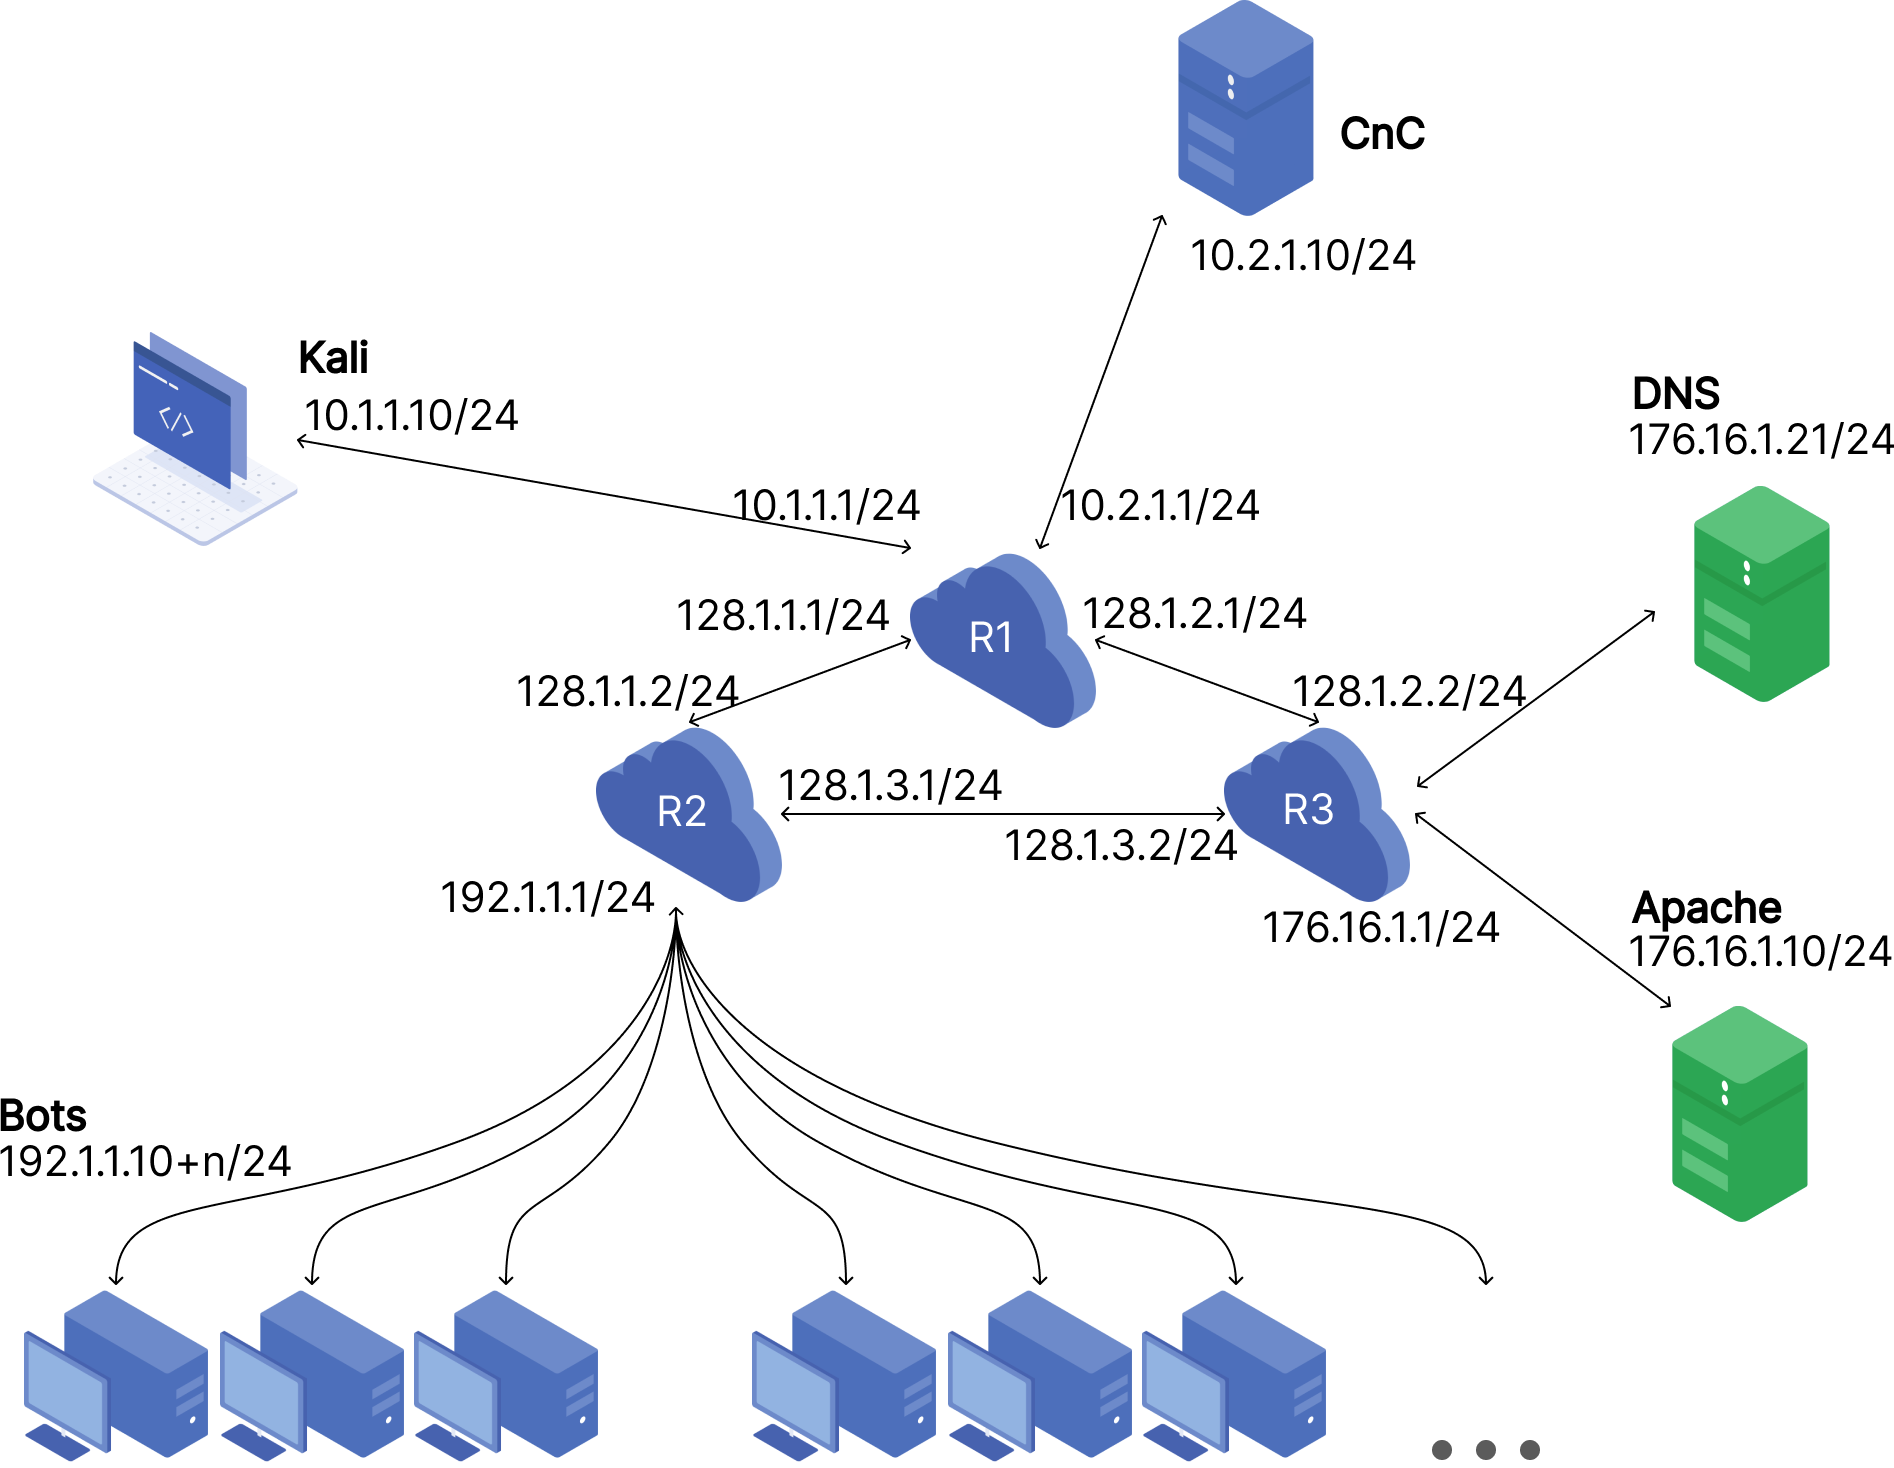 CnC
10.2.1.10/24
Kali
10.1.1.10/24
</>
DNS
176.16.1.21/24
10.1.1.1/24
10.2.1.1/24
128.1.1.1/24
R1
128.1.2.1/24
128.1.1.2/24
128.1.2.2/24
R2
128.1.3.1/24
R3
128.1.3.2/24
192.1.1.1/24
176.16.1.1/24
Apache
176.16.1.10/24
Bots
192.1.1.10+n/24